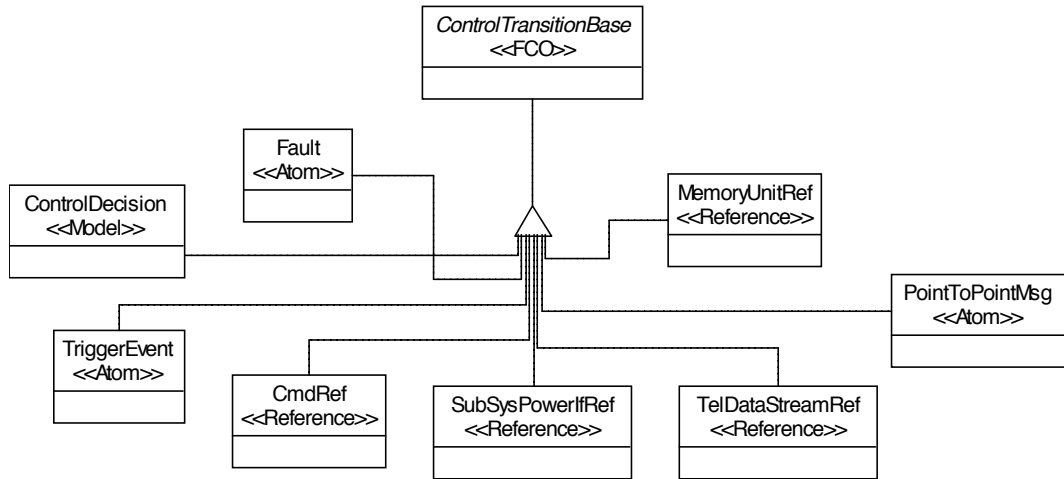 ControlTransitionBase
<<FCO>>
Fault
<<Atom>>
MemoryUnitRef
<<Reference>>
ControlDecision
<<Model>>
PointToPointMsg
<<Atom>>
TriggerEvent
<<Atom>>
CmdRef
<<Reference>>
SubSysPowerIfRef
<<Reference>>
TelDataStreamRef
<<Reference>>